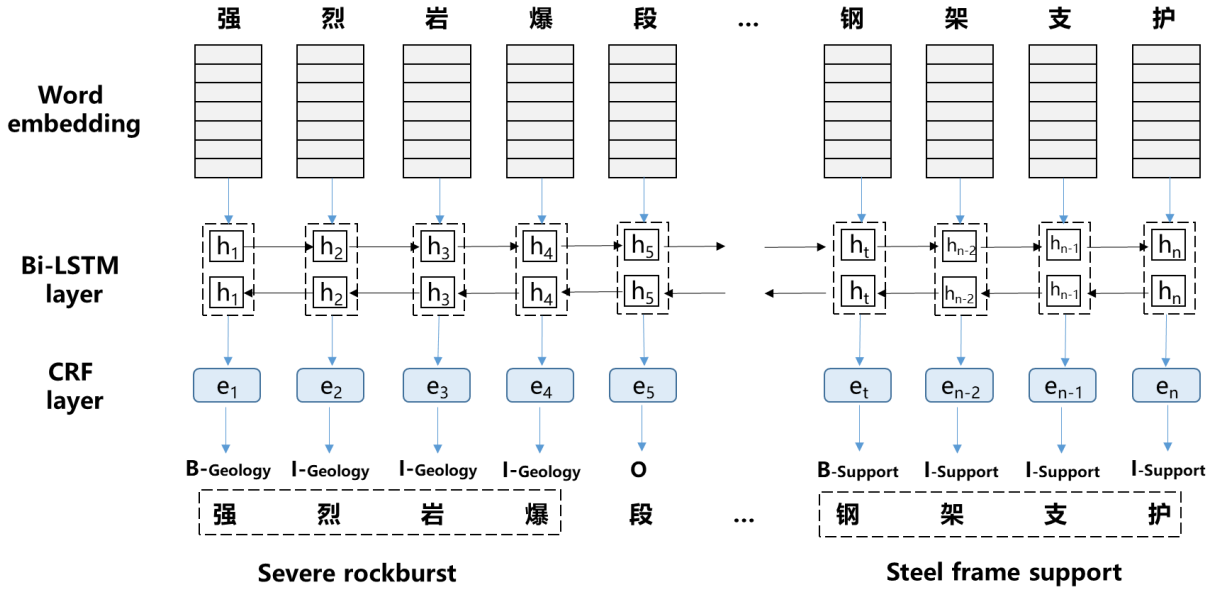 强 烈 岩 爆 段 ... 钢 架 支 护
Word
embedding
h₁ h₂ h₃ h₄ h₅ hₜ hₙ₋₂ hₙ₋₁ hₙ
Bi-LSTM
layer
h₁ h₂ h₃ h₄ h₅ hₜ hₙ₋₂ hₙ₋₁ hₙ
CRF
layer
e₁ e₂ e₃ e₄ e₅ eₜ eₙ₋₂ eₙ₋₁ eₙ
B-Geology I-Geology I-Geology I-Geology O B-Support I-Support I-Support I-Support
强 烈 岩 爆 段 ... 钢 架 支 护
Severe rockburst Steel frame support